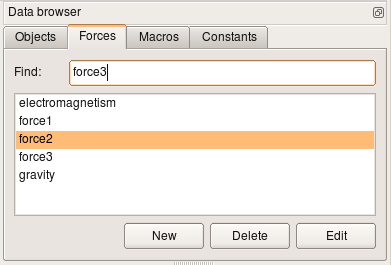 Data browser
Objects Forces Macros Constants
Find: force3
electromagnetism
force1
force2
force3
gravity
New Delete Edit